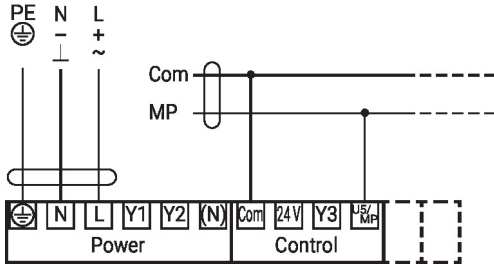 PE N L
- +
⊥ ~
Com
MP
N L Y1 Y2 (N) Com 24V Y3 U5/MP
Power Control